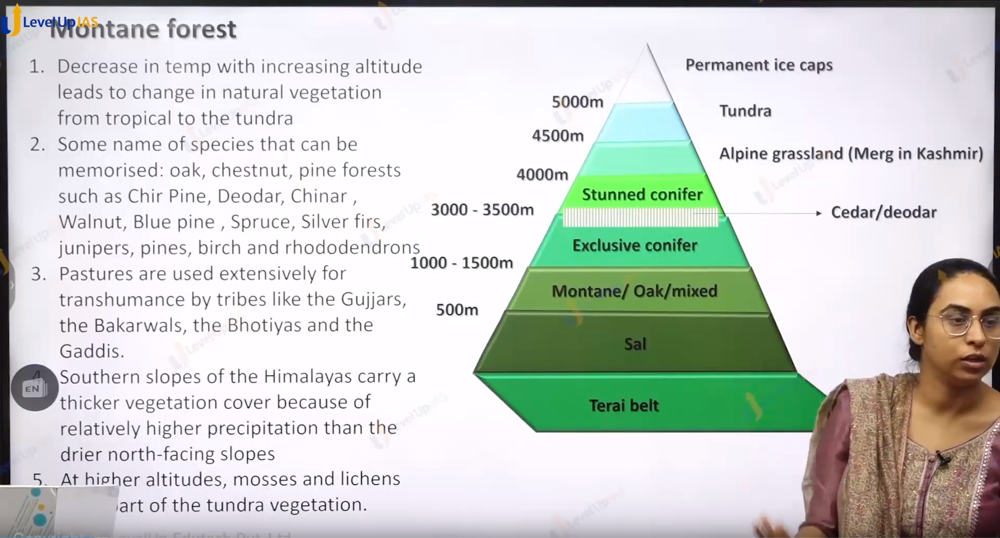 LevelUp IAS
Montane forest
1. Decrease in temp with increasing altitude
leads to change in natural vegetation
from tropical to the tundra
2. Some name of species that can be
memorised: oak, chestnut, pine forests
such as Chir Pine, Deodar, Chinar ,
Walnut, Blue pine , Spruce, Silver firs,
junipers, pines, birch and rhododendrons
3. Pastures are used extensively for
transhumance by tribes like the Gujjars,
the Bakarwals, the Bhotiyas and the
Gaddis.
4. Southern slopes of the Himalayas carry a
thicker vegetation cover because of
relatively higher precipitation than the
drier north-facing slopes
5. At higher altitudes, mosses and lichens
of the tundra vegetation.
EN
Permanent ice caps
5000m
Tundra
4500m
Alpine grassland (Merg in Kashmir)
4000m
Stunned conifer
3000 - 3500m
Cedar/deodar
Exclusive conifer
1000 - 1500m
Montane/ Oak/mixed
500m
Sal
Terai belt